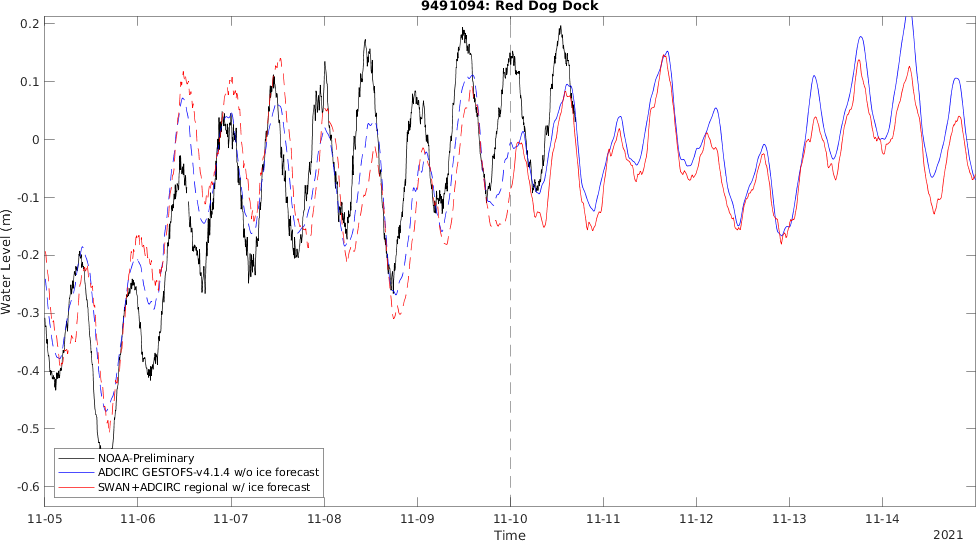 9491094: Red Dog Dock
0.2
0.1
0
-0.1
-0.2
-0.3
-0.4
-0.5
-0.6
Water Level (m)
NOAA-Preliminary
ADCIRC GESTOFS-v4.1.4 w/o ice forecast
SWAN+ADCIRC regional w/ ice forecast
11-05 11-06 11-07 11-08 11-09 11-10 11-11 11-12 11-13 11-14
Time
2021